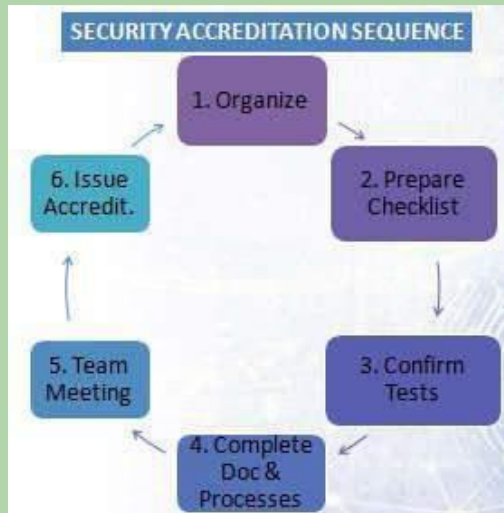 SECURITY ACCREDITATION SEQUENCE
1. Organize
2. Prepare
Checklist
3. Confirm
Tests
4. Complete
Doc &
Processes
5. Team
Meeting
6. Issue
Accredit.